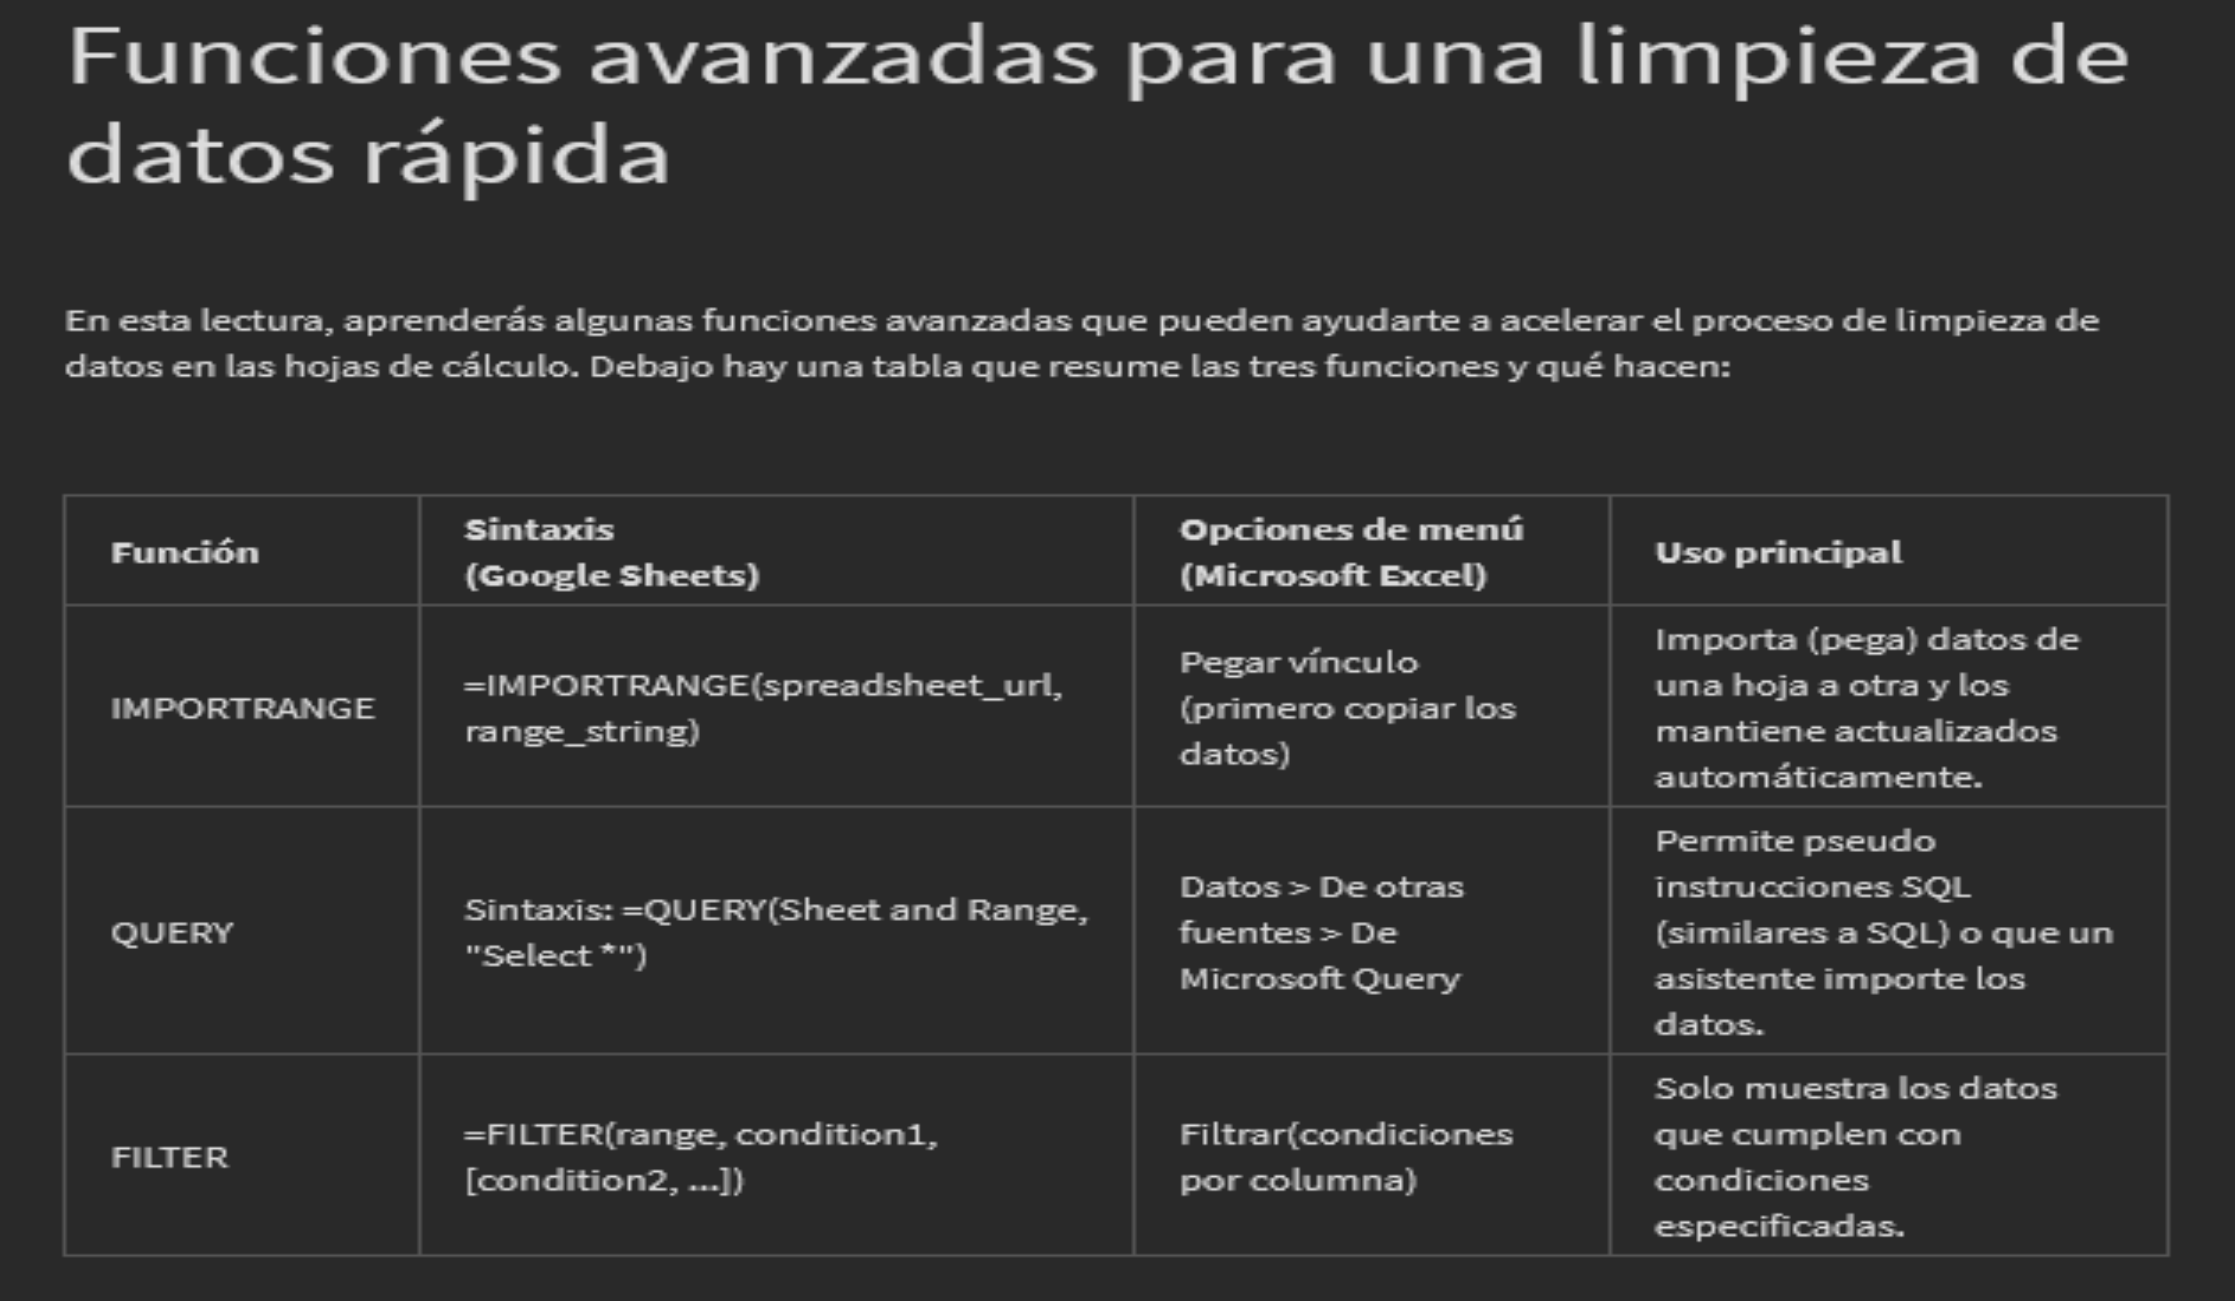 Funciones avanzadas para una limpieza de
datos rápida
En esta lectura, aprenderás algunas funciones avanzadas que pueden ayudarte a acelerar el proceso de limpieza de
datos en las hojas de cálculo. Debajo hay una tabla que resume las tres funciones y qué hacen:
Función
Sintaxis
(Google Sheets)
Opciones de menú
(Microsoft Excel)
Uso principal
IMPORTRANGE
=IMPORTRANGE(spreadsheet_url,
range_string)
Pegar vínculo
(primero copiar los
datos)
Importa (pega) datos de
una hoja a otra y los
mantiene actualizados
automáticamente.
QUERY
Sintaxis: =QUERY(Sheet and Range,
"Select *")
Datos > De otras
fuentes > De
Microsoft Query
Permite pseudo
instrucciones SQL
(similares a SQL) o que un
asistente importe los
datos.
FILTER
=FILTER(range, condition1,
[condition2, ...])
Filtrar(condiciones
por columna)
Solo muestra los datos
que cumplen con
condiciones
especificadas.